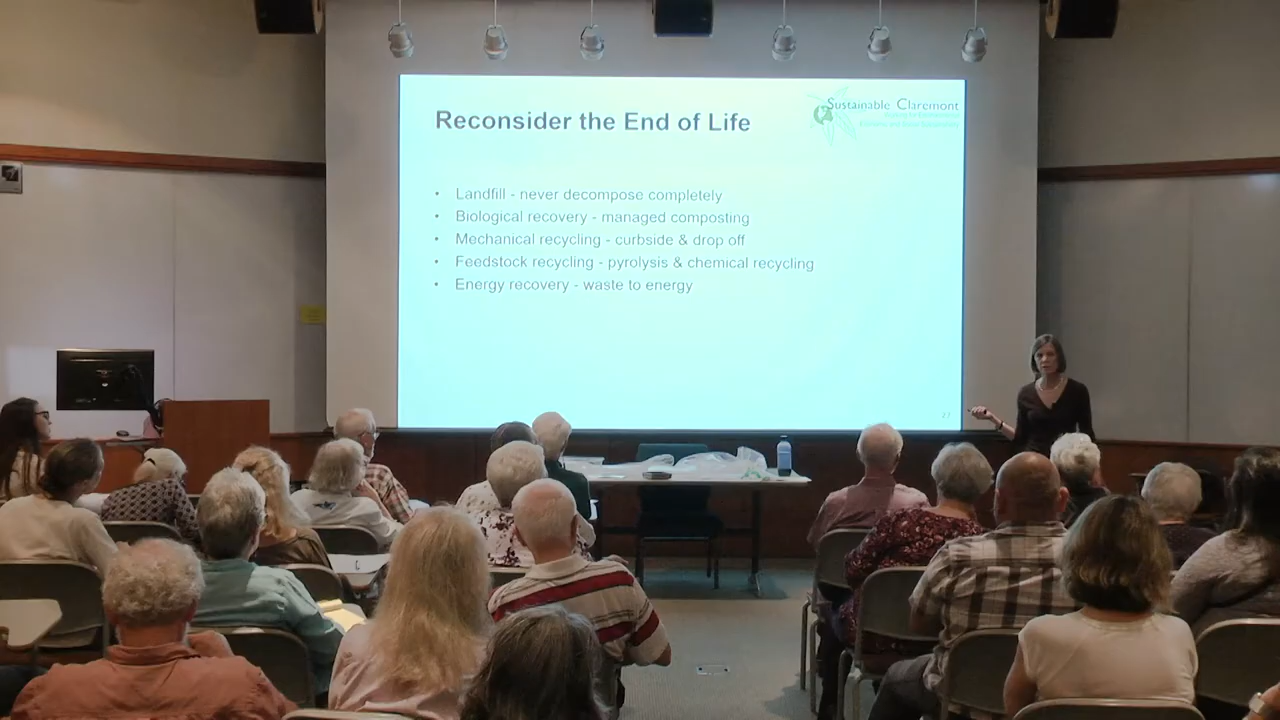 Sustainable Claremont
Reconsider the End of Life
• Landfill - never decompose completely
• Biological recovery - managed composting
• Mechanical recycling - curbside & drop off
• Feedstock recycling - pyrolysis & chemical recycling
• Energy recovery - waste to energy
27